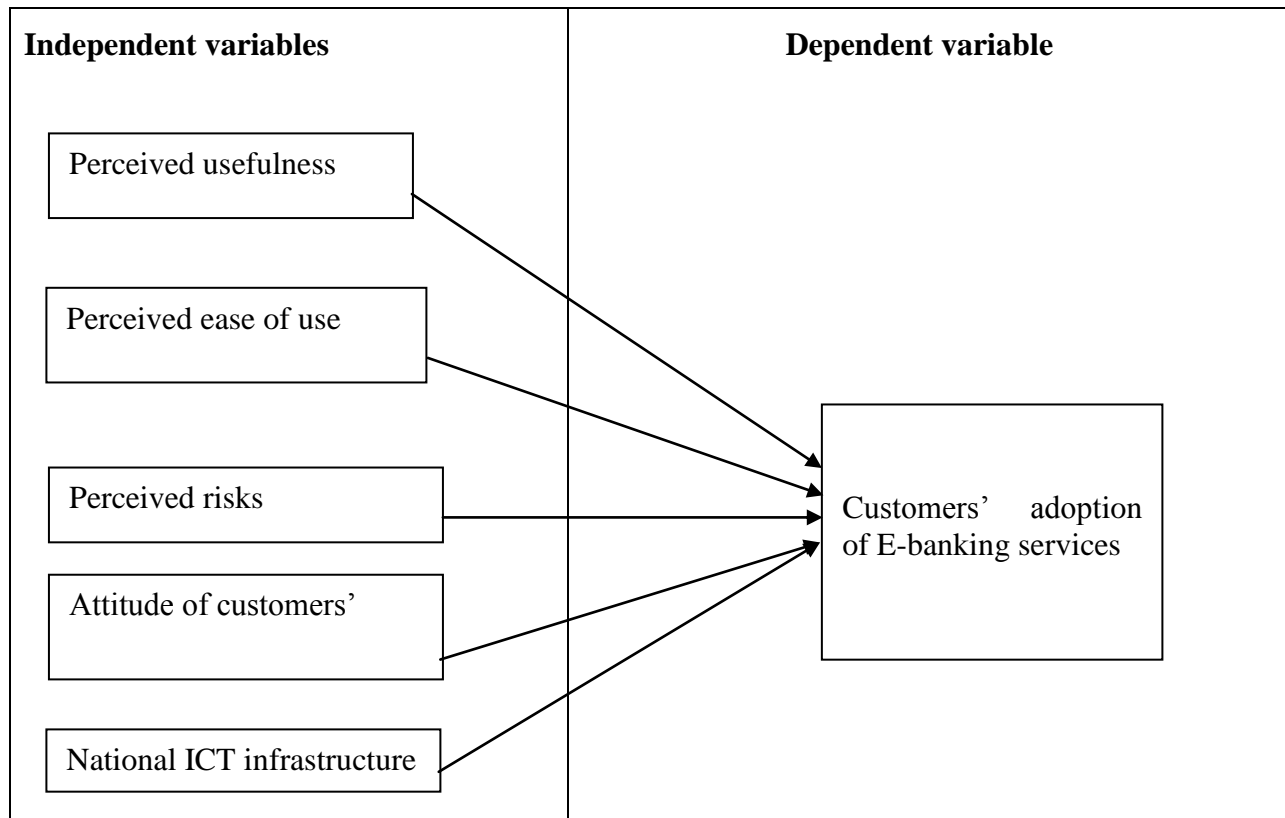 Independent variables
Dependent variable
Perceived usefulness
Perceived ease of use
Perceived risks
Attitude of customers’
National ICT infrastructure
Customers’ adoption
of E-banking services